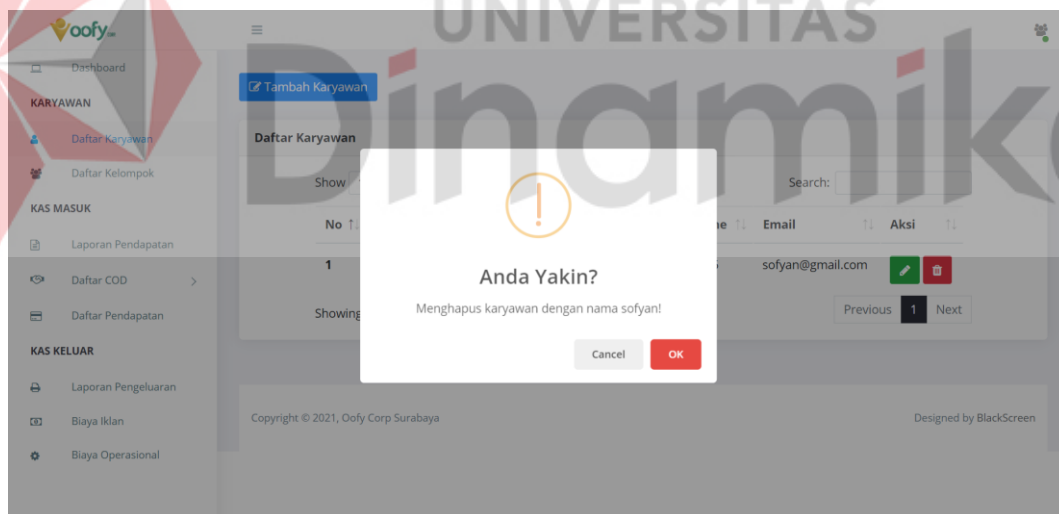 UNIVERSITAS
Dinamika
oofy
Dashboard
KARYAWAN
Daftar Karyawan
Daftar Kelompok
KAS MASUK
Laporan Pendapatan
Daftar COD
Daftar Pendapatan
KAS KELUAR
Laporan Pengeluaran
Biaya Iklan
Biaya Operasional
Tambah Karyawan
Daftar Karyawan
Show
Search:
No
Email
Aksi
1
sofyan@gmail.com
Showing
Previous 1 Next
Anda Yakin?
Menghapus karyawan dengan nama sofyan!
Cancel
OK
Copyright © 2021, Oofy Corp Surabaya
Designed by BlackScreen